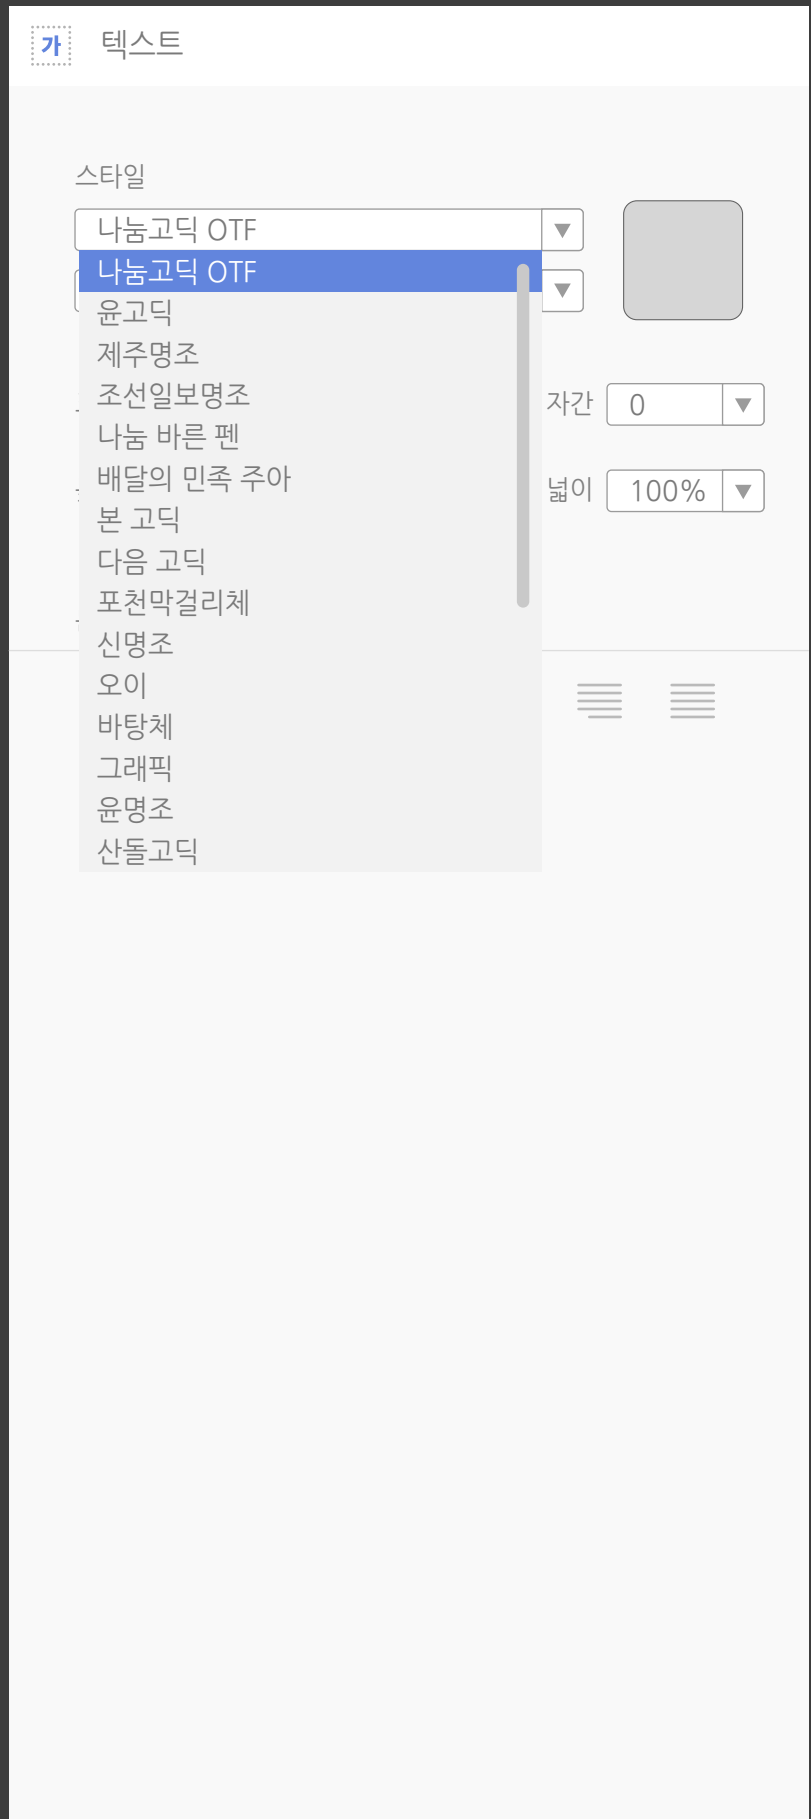 가 텍스트
스타일
나눔고딕 OTF
나눔고딕 OTF
윤고딕
제주명조
조선일보명조
자간 0
나눔 바른 펜
배달의 민족 주아
넓이 100%
본 고딕
다음 고딕
포천막걸리체
신명조
오이
바탕체
그래픽
윤명조
산돌고딕